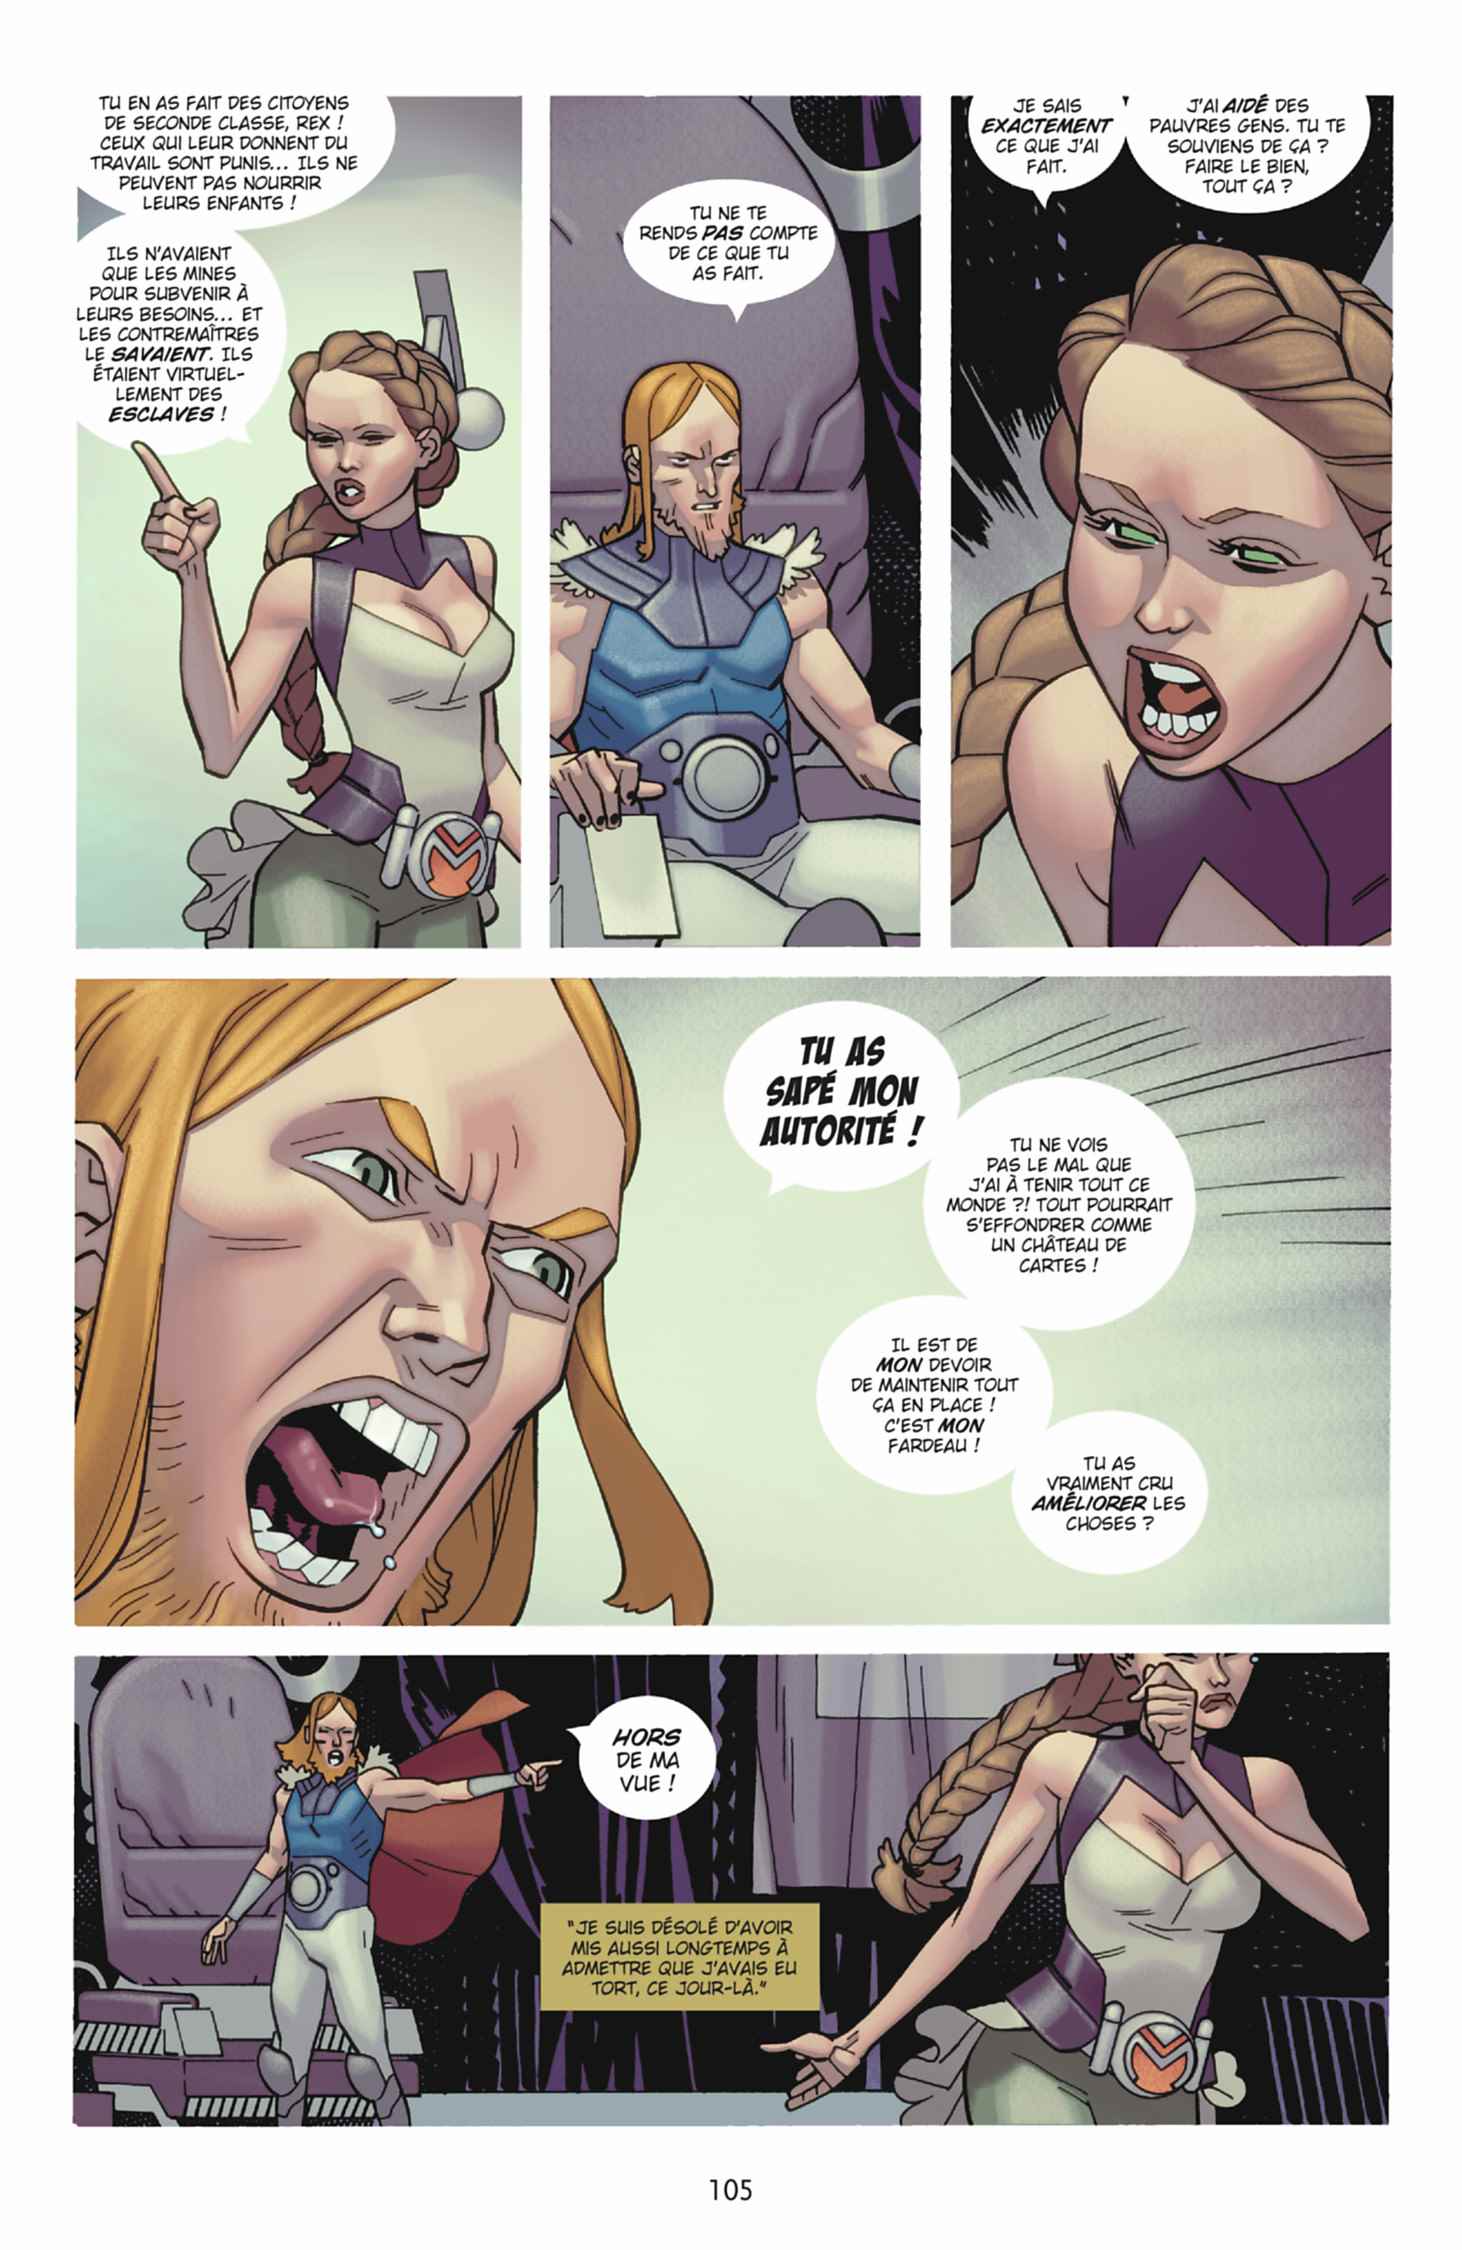 TU EN AS FAIT DES CITOYENS
DE SECONDE CLASSE, REX !
CEUX QUI LEUR DONNENT DU
TRAVAIL SONT PUNIS... ILS NE
PEUVENT PAS NOURRIR
LEURS ENFANTS !
ILS N'AVAIENT
QUE LES MINES
POUR SUBVENIR À
LEURS BESOINS... ET
LES CONTREMAÎTRES
LE SAVAIENT. ILS
ÉTAIENT VIRTUEL-
LEMENT DES
ESCLAVES !
TU NE TE
RENDS PAS COMPTE
DE CE QUE TU
AS FAIT.
JE SAIS
EXACTEMENT
CE QUE J'AI
FAIT.
J'AI AIDÉ DES
PAUVRES GENS. TU TE
SOUVIENS DE ÇA ?
FAIRE LE BIEN,
TOUT ÇA ?
TU AS
SAPÉ MON
AUTORITÉ !
TU NE VOIS
PAS LE MAL QUE
J'AI À TENIR TOUT CE
MONDE ?! TOUT POURRAIT
S'EFFONDRER COMME
UN CHÂTEAU DE
CARTES !
IL EST DE
MON DEVOIR
DE MAINTENIR TOUT
ÇA EN PLACE !
C'EST MON
FARDEAU !
TU AS
VRAIMENT CRU
AMÉLIORER LES
CHOSES ?
HORS
DE MA
VUE !
"JE SUIS DÉSOLÉ D'AVOIR
MIS AUSSI LONGTEMPS À
ADMETTRE QUE J'AVAIS EU
TORT, CE JOUR-LÀ."
105